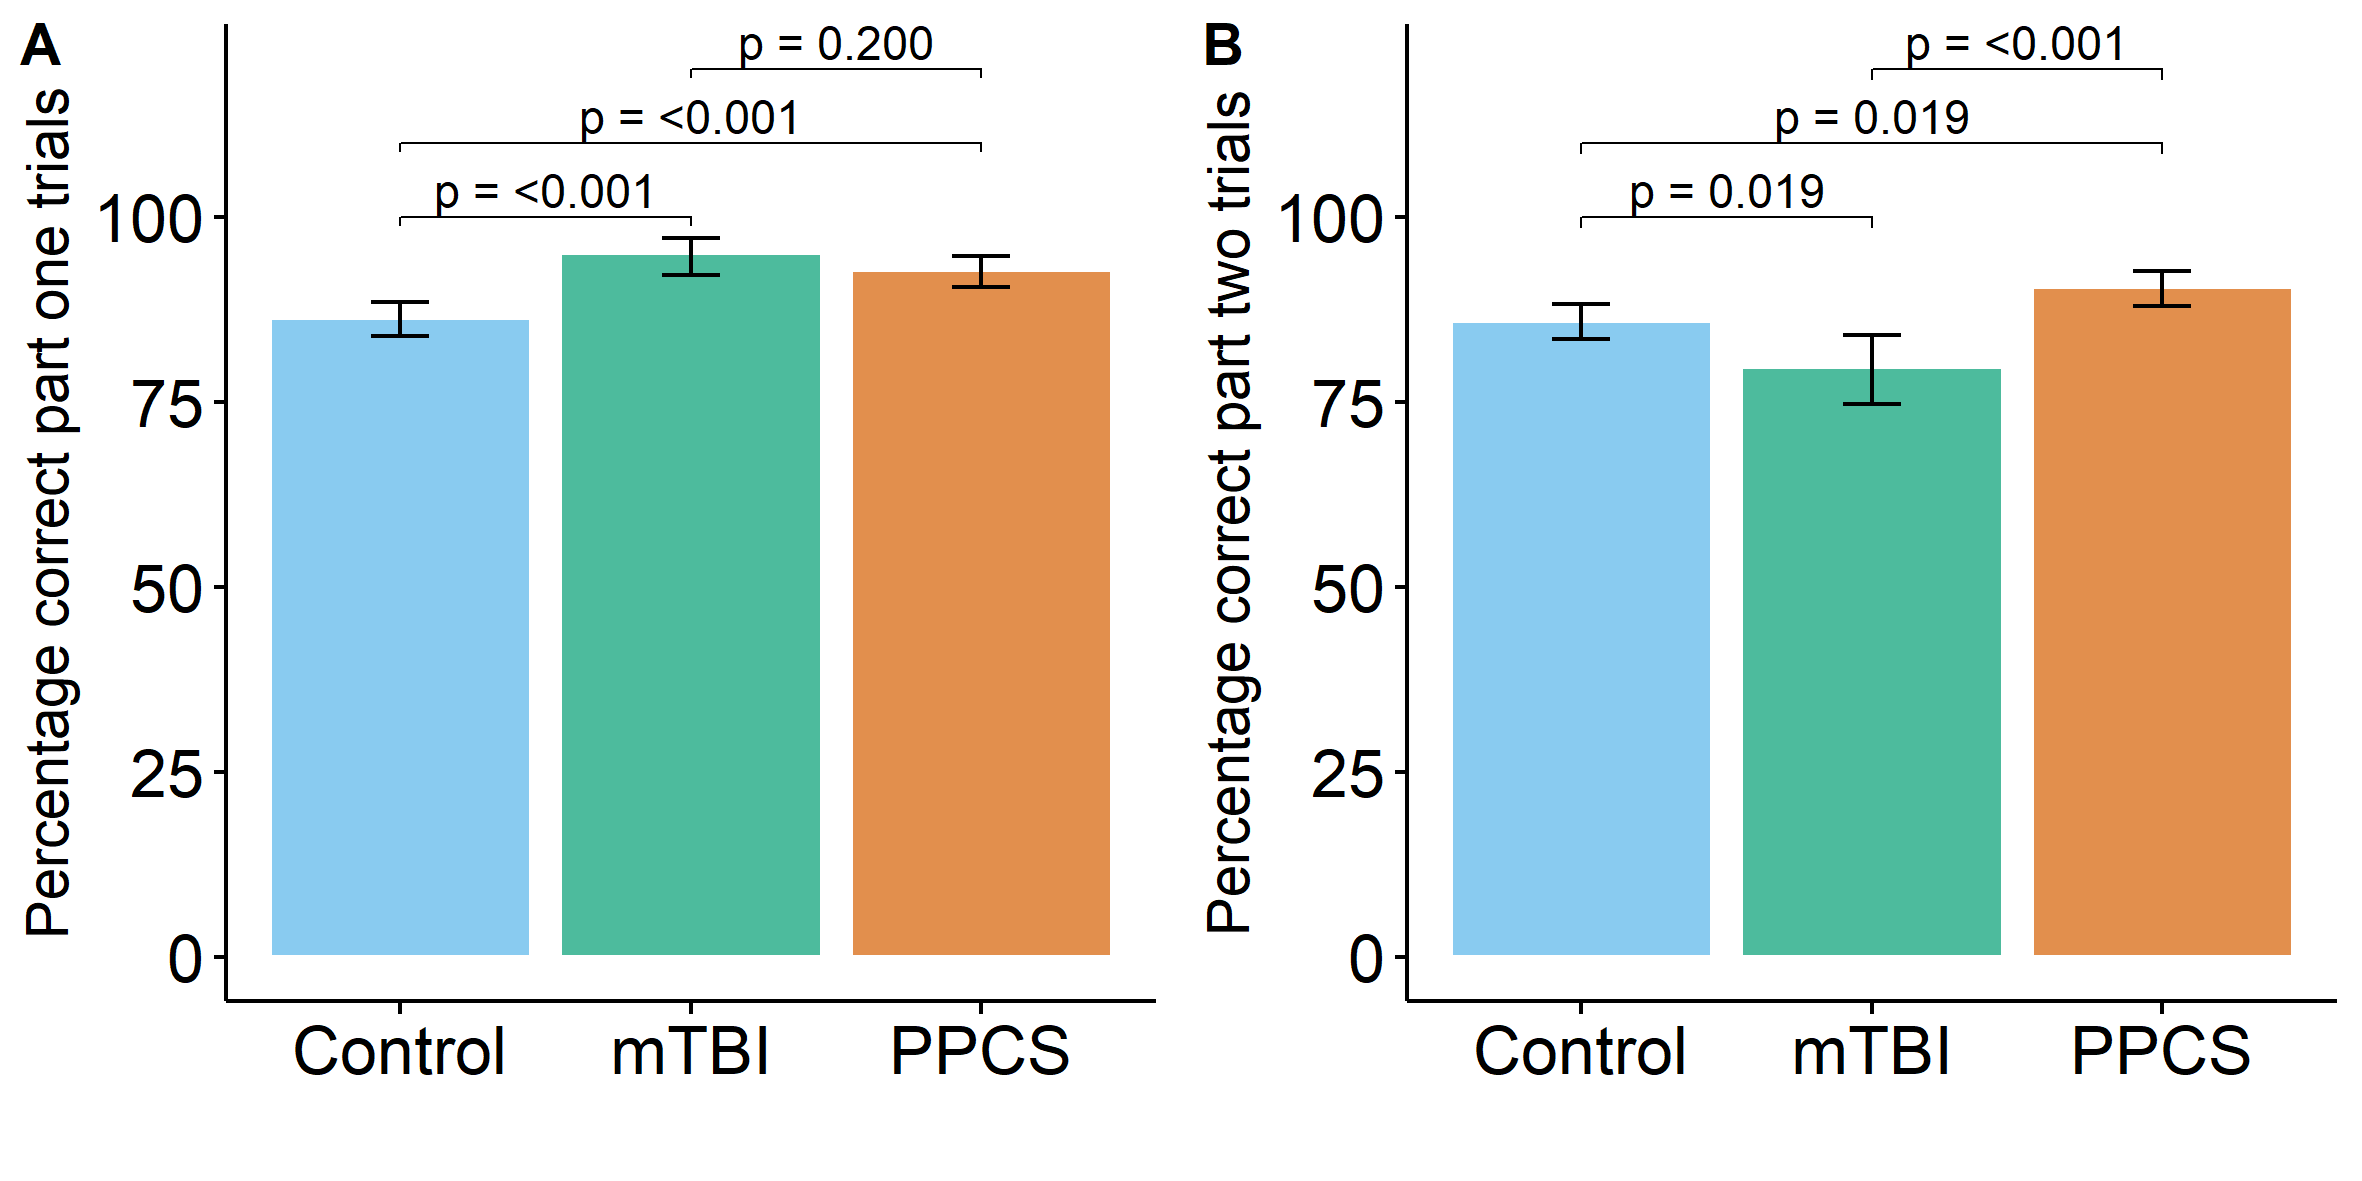 A
Percentage correct part one trials
p = 0.200
p = <0.001
p = <0.001
100
75
50
25
0
Control
mTBI
PPCS
B
Percentage correct part two trials
p = <0.001
p = 0.019
p = 0.019
100
75
50
25
0
Control
mTBI
PPCS